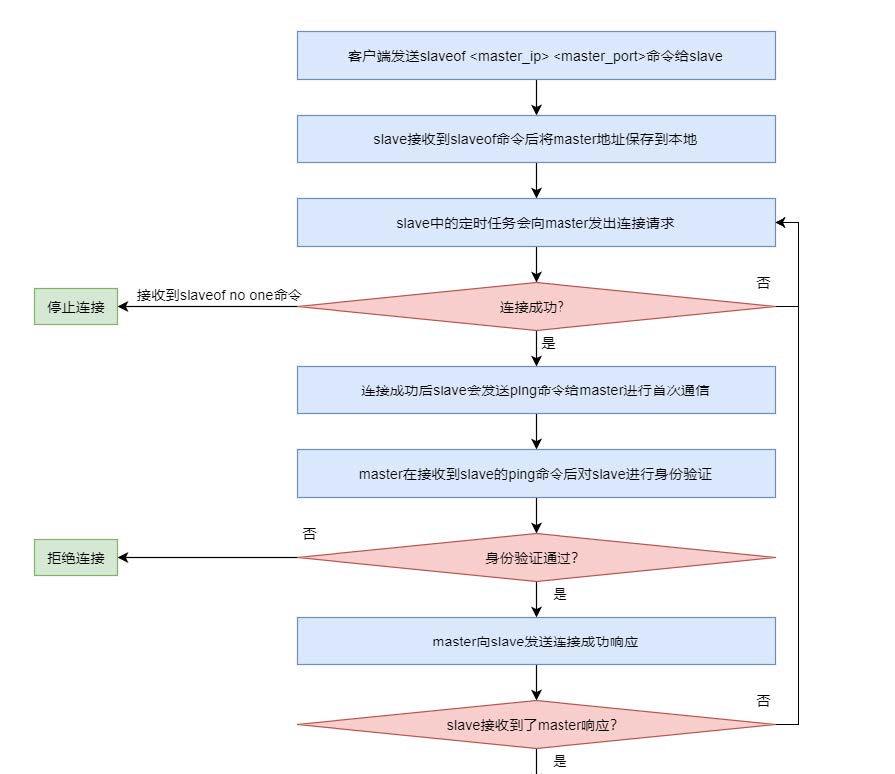 客户端发送slaveof <master_ip> <master_port>命令给slave
slave接收到slaveof命令后将master地址保存到本地
slave中的定时任务会向master发出连接请求
否
接收到slaveof no one命令
停止连接
连接成功?
是
连接成功后slave会发送ping命令给master进行首次通信
master在接收到slave的ping命令后对slave进行身份验证
否
拒绝连接
身份验证通过?
是
master向slave发送连接成功响应
否
slave接收到了master响应?
是